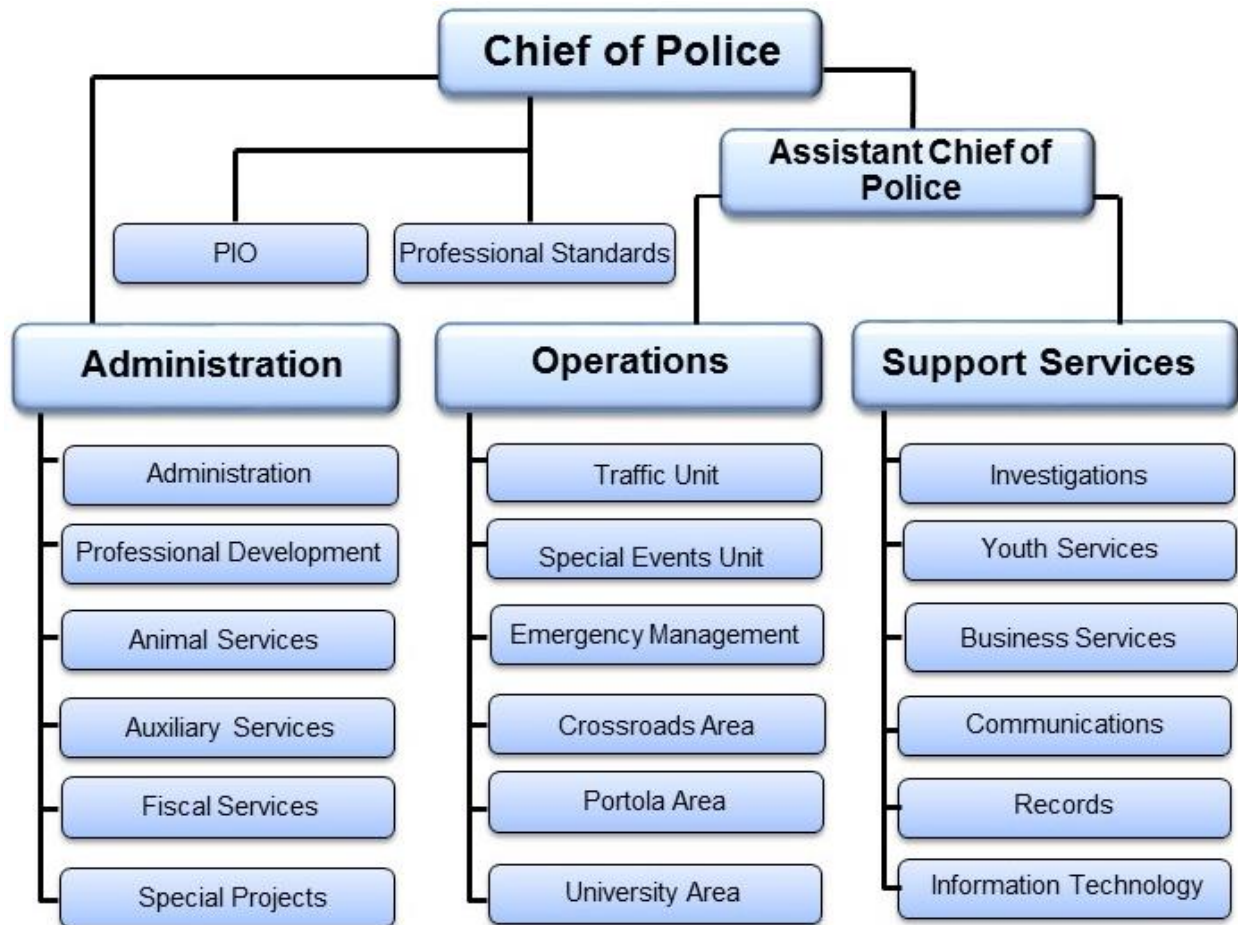 Chief of Police
Assistant Chief of
Police
PIO
Professional Standards
Administration
Administration
Professional Development
Animal Services
Auxiliary Services
Fiscal Services
Special Projects
Operations
Traffic Unit
Special Events Unit
Emergency Management
Crossroads Area
Portola Area
University Area
Support Services
Investigations
Youth Services
Business Services
Communications
Records
Information Technology